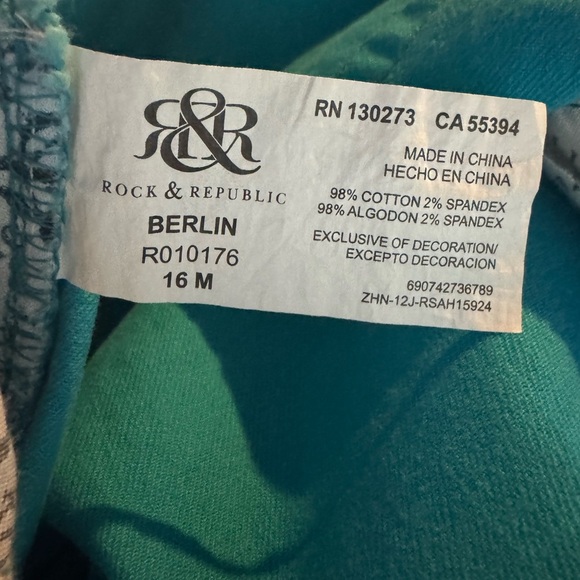 R&R
ROCK & REPUBLIC
BERLIN
R010176
16 M
RN 130273 CA 55394
MADE IN CHINA
HECHO EN CHINA
98% COTTON 2% SPANDEX
98% ALGODON 2% SPANDEX
EXCLUSIVE OF DECORATION/
EXCEPTO DECORACION
690742736789
ZHN-12J-RSAH15924